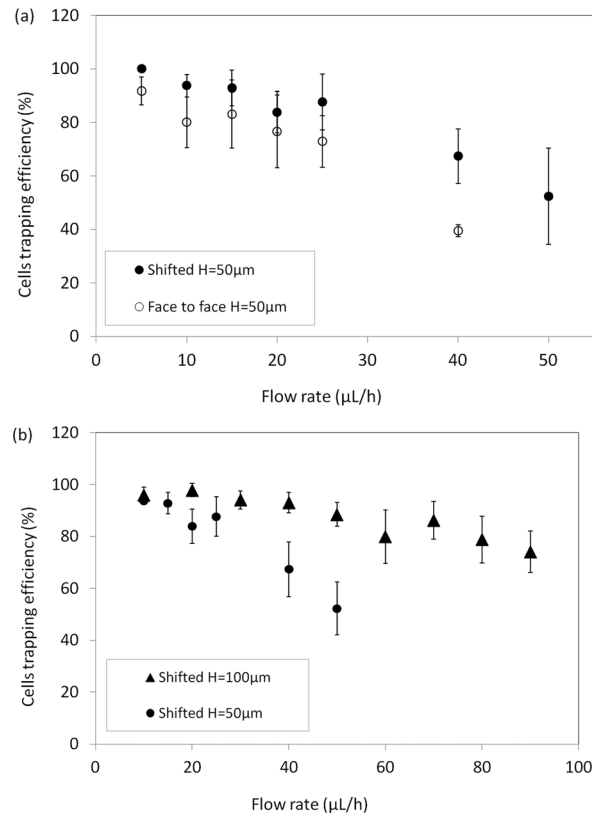 (a)
120
100
80
60
40
20
0
Cells trapping efficiency (%)
Shifted H=50μm
Face to face H=50μm
0 10 20 30 40 50
Flow rate (μL/h)
(b)
120
100
80
60
40
20
0
Cells trapping efficiency (%)
Shifted H=100μm
Shifted H=50μm
0 20 40 60 80 100
Flow rate (μL/h)